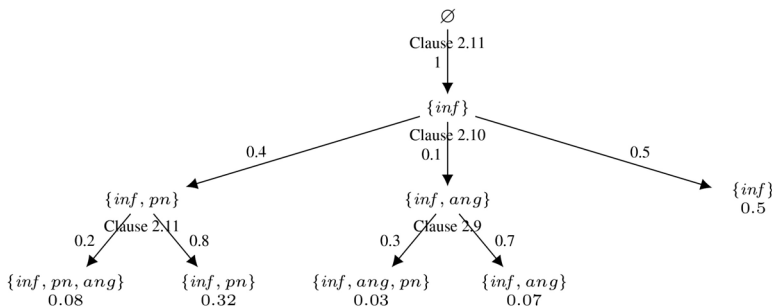 ∅
Clause 2.11
1
{inf}
Clause 2.10
0.4 0.1 0.5
{inf, pn} {inf, ang} {inf}
0.5
Clause 2.11 Clause 2.9
0.2 0.8 0.3 0.7
{inf, pn, ang} {inf, pn} {inf, ang, pn} {inf, ang}
0.08 0.32 0.03 0.07